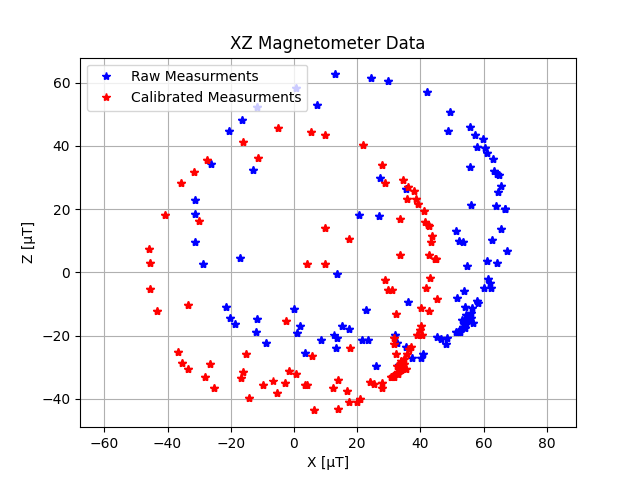 XZ Magnetometer Data
Raw Measurments
Calibrated Measurments
60
40
20
0
−20
−40
Z [µT]
−60 −40 −20 0 20 40 60 80
X [µT]